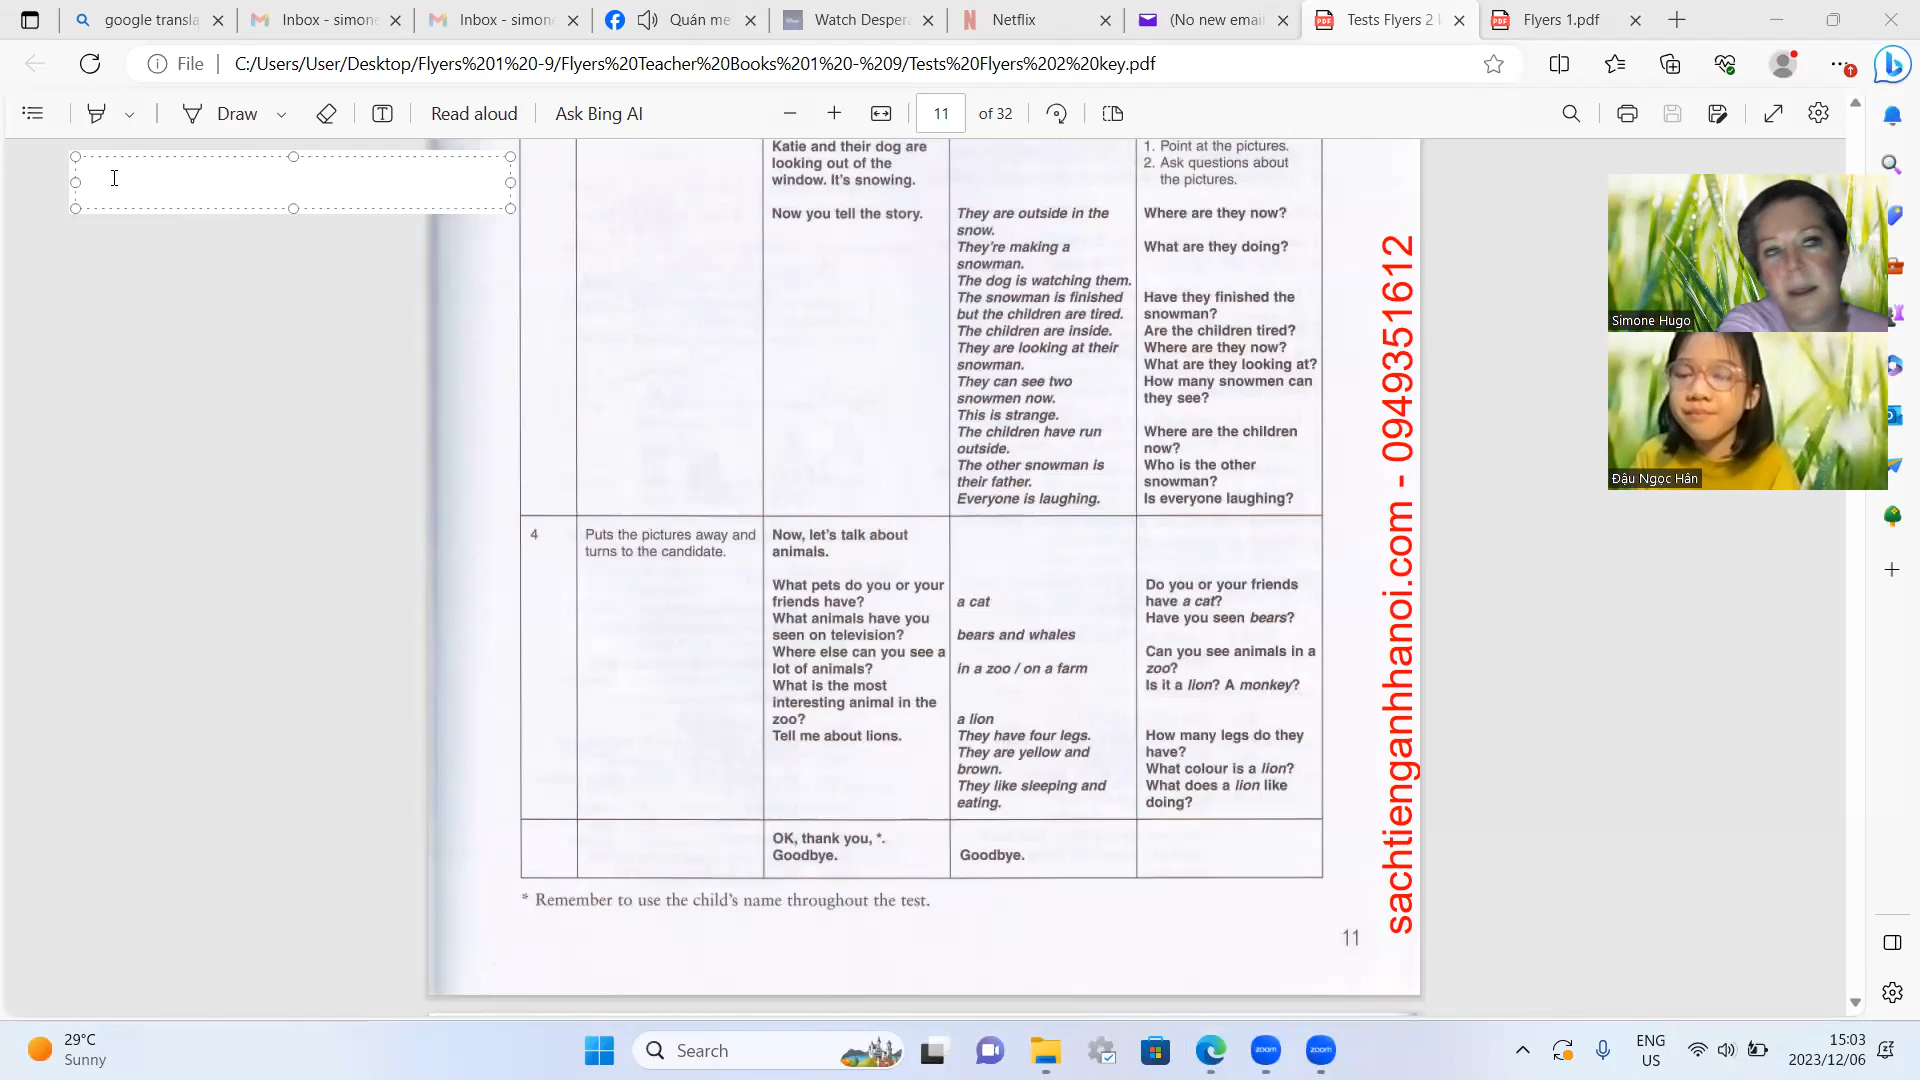 google transla
Inbox - simone
Inbox - simone
Quán me
Watch Despera
Netflix
(No new email
Tests Flyers 2 k
Flyers 1.pdf
File
C:/Users/User/Desktop/Flyers%201%20-9/Flyers%20Teacher%20Books%201%20-%209/Tests%20Flyers%202%20key.pdf
Draw
Read aloud
Ask Bing AI
11 of 32
Katie and their dog are
looking out of the
window. It's snowing.
Now you tell the story.
They are outside in the
snow.
They're making a
snowman.
The dog is watching them.
The snowman is finished
but the children are tired.
The children are inside.
They are looking at their
snowman.
They can see two
snowmen now.
This is strange.
The children have run
outside.
The other snowman is
their father.
Everyone is laughing.
1. Point at the pictures.
2. Ask questions about
the pictures.
Where are they now?
What are they doing?
Have they finished the
snowman?
Are the children tired?
Where are they now?
What are they looking at?
How many snowmen can
they see?
Where are the children
now?
Who is the other
snowman?
Is everyone laughing?
4
Puts the pictures away and
turns to the candidate.
Now, let's talk about
animals.
What pets do you or your
friends have?
What animals have you
seen on television?
Where else can you see a
lot of animals?
What is the most
interesting animal in the
zoo?
Tell me about lions.
a cat
bears and whales
in a zoo / on a farm
a lion
They have four legs.
They are yellow and
brown.
They like sleeping and
eating.
Do you or your friends
have a cat?
Have you seen bears?
Can you see animals in a
zoo?
Is it a lion? A monkey?
How many legs do they
have?
What colour is a lion?
What does a lion like
doing?
OK, thank you, *.
Goodbye.
Goodbye.
* Remember to use the child's name throughout the test.
11
sachtienganhhanoi.com - 0949351612
Simone Hugo
Đậu Ngọc Hân
29°C
Sunny
Search
zoom
zoom
ENG
US
15:03
2023/12/06